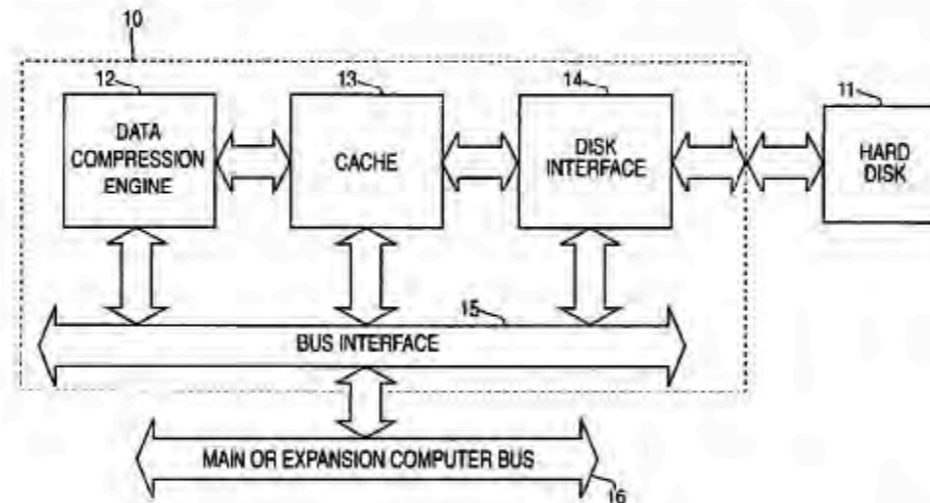 10
12
13
14
11
DATA
COMPRESSION
ENGINE
CACHE
DISK
INTERFACE
HARD
DISK
15
BUS INTERFACE
MAIN OR EXPANSION COMPUTER BUS
16